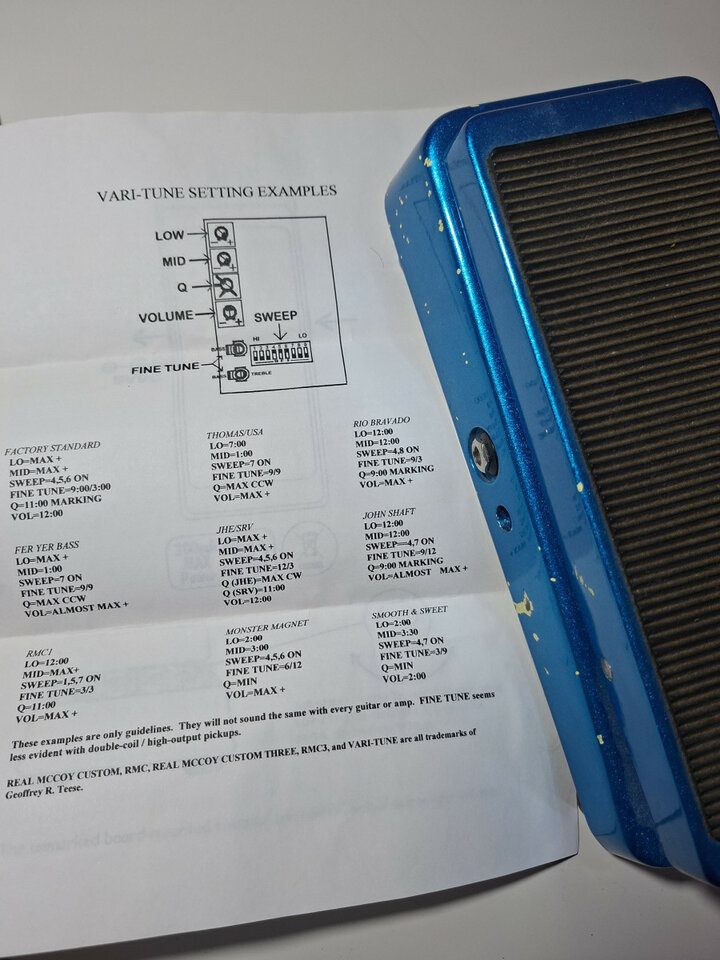 VARI-TUNE SETTING EXAMPLES
LOW
MID
Q
VOLUME
SWEEP
HI LO
FINE TUNE
TREBLE
FACTORY STANDARD
LO=MAX +
MID=MAX +
SWEEP=4,5,6 ON
FINE TUNE=9:00/3:00
Q=11:00 MARKING
VOL=12:00
THOMAS/USA
LO=7:00
MID=1:00
SWEEP=7 ON
FINE TUNE=9/9
Q=MAX CCW
VOL=MAX +
RIO BRAVADO
LO=12:00
MID=12:00
SWEEP=4,8 ON
FINE TUNE=9/3
Q=9:00 MARKING
VOL=MAX +
FER YER BASS
LO=MAX +
MID=1:00
SWEEP=7 ON
FINE TUNE=9/9
Q=MAX CCW
VOL=ALMOST MAX +
JHE/SRV
LO=MAX +
MID=MAX +
SWEEP=4,5,6 ON
FINE TUNE=12/3
Q (JHE)=MAX CW
Q (SRV)=11:00
VOL=12:00
JOHN SHAFT
LO=12:00
MID=12:00
SWEEP=4,7 ON
FINE TUNE=9/12
Q=9:00 MARKING
VOL=ALMOST MAX +
RMC1
LO=12:00
MID=MAX+
SWEEP=1,5,7 ON
FINE TUNE=3/3
Q=11:00
VOL=MAX +
MONSTER MAGNET
LO=2:00
MID=3:00
SWEEP=4,5,6 ON
FINE TUNE=6/12
Q=MIN
VOL=MAX +
SMOOTH & SWEET
LO=2:00
MID=3:30
SWEEP=4,7 ON
FINE TUNE=3/9
Q=MIN
VOL=2:00
These examples are only guidelines. They will not sound the same with every guitar or amp. FINE TUNE seems
less evident with double-coil / high-output pickups.
REAL MCCOY CUSTOM, RMC, REAL MCCOY CUSTOM THREE, RMC3, and VARI-TUNE are all trademarks of
Geoffrey R. Teese.